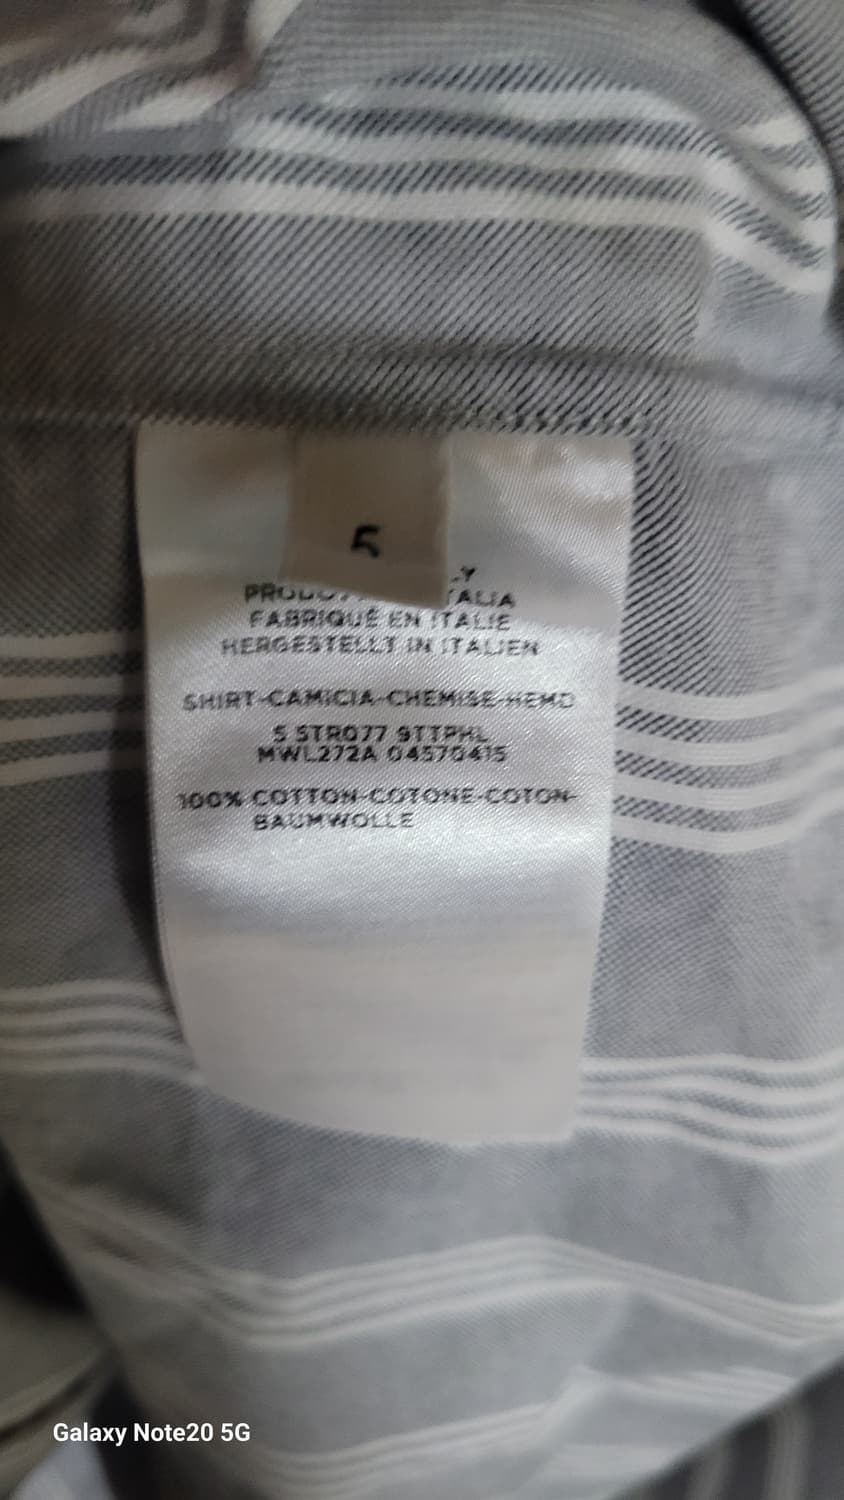 5
FABRIQUÉ EN ITALIE
HERGESTELLT IN ITALIEN
SHIRT-CAMICIA-CHEMISE-HEMD
S STR077 9TTPHL
MWL272A 04570415
100% COTTON-COTONE-COTON-
BAUMWOLLE
Galaxy Note20 5G